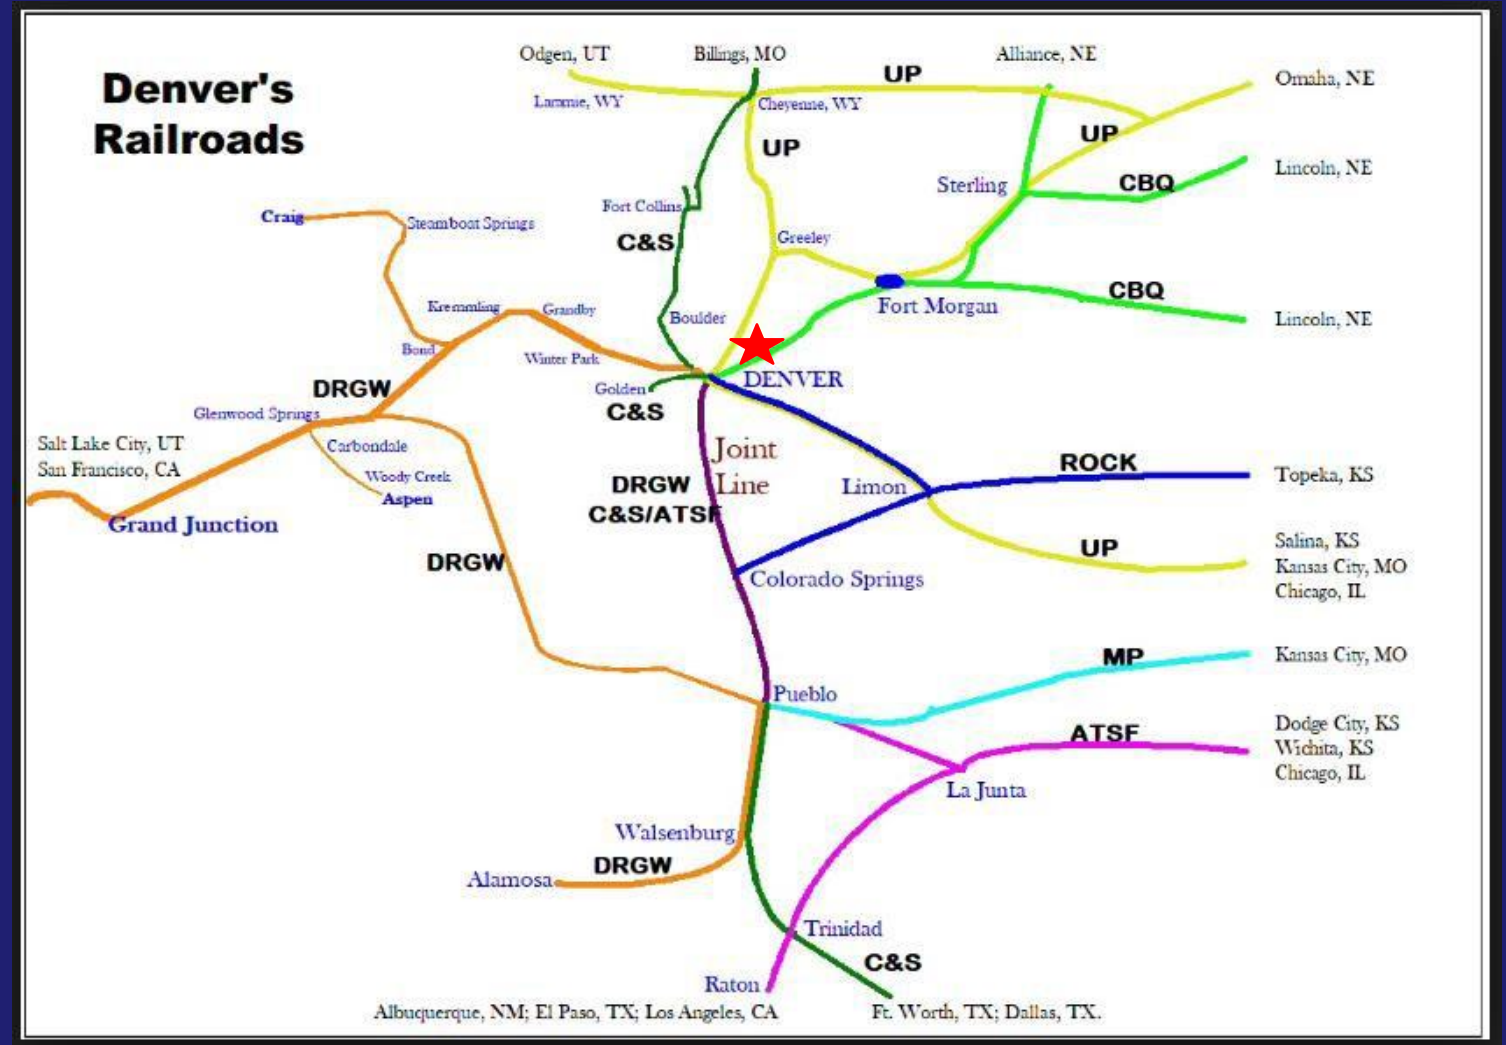 Denver's
Railroads
Odgen, UT
Billings, MO
Alliance, NE
UP
Omaha, NE
Larmie, WY
Cheyenne, WY
UP
UP
Lincoln, NE
CBQ
Sterling
Fort Collins
Craig
Steamboat Springs
C&S
Greeley
CBQ
Fort Morgan
Lincoln, NE
Kremmling
Grandby
Boulder
Bond
Winter Park
DENVER
DRGW
Golden
C&S
Glenwood Springs
Salt Lake City, UT
San Francisco, CA
Carbondale
Woody Creek
Aspen
Grand Junction
Joint
Line
DRGW
C&S/ATSF
Limon
ROCK
Topeka, KS
UP
Salina, KS
Kansas City, MO
Chicago, IL
DRGW
Colorado Springs
MP
Kansas City, MO
Pueblo
ATSF
Dodge City, KS
Wichita, KS
Chicago, IL
La Junta
Walsenburg
DRGW
Alamosa
Trinidad
C&S
Raton
Albuquerque, NM; El Paso, TX; Los Angeles, CA
Ft. Worth, TX; Dallas, TX.